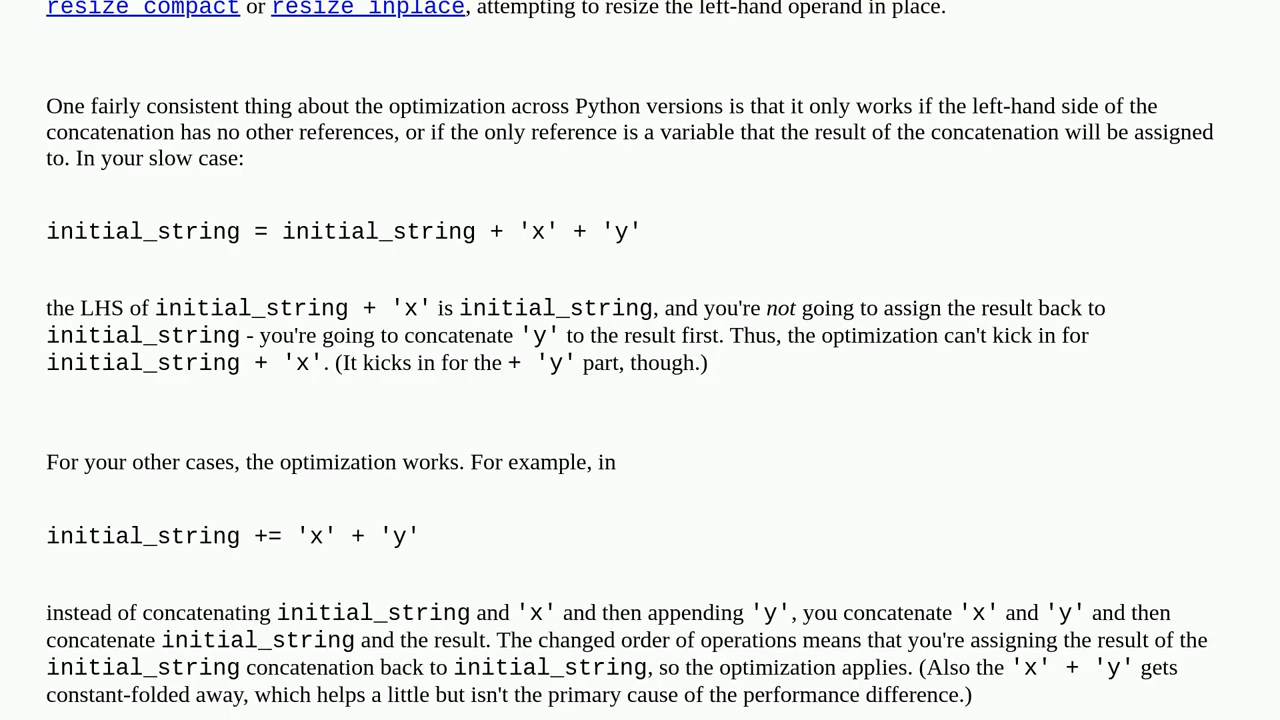 resize_compact or resize_inplace, attempting to resize the left-hand operand in place.
One fairly consistent thing about the optimization across Python versions is that it only works if the left-hand side of the
concatenation has no other references, or if the only reference is a variable that the result of the concatenation will be assigned
to. In your slow case:
initial_string = initial_string + 'x' + 'y'
the LHS of initial_string + 'x' is initial_string, and you're not going to assign the result back to
initial_string - you're going to concatenate 'y' to the result first. Thus, the optimization can't kick in for
initial_string + 'x'. (It kicks in for the + 'y' part, though.)
For your other cases, the optimization works. For example, in
initial_string += 'x' + 'y'
instead of concatenating initial_string and 'x' and then appending 'y', you concatenate 'x' and 'y' and then
concatenate initial_string and the result. The changed order of operations means that you're assigning the result of the
initial_string concatenation back to initial_string, so the optimization applies. (Also the 'x' + 'y' gets
constant-folded away, which helps a little but isn't the primary cause of the performance difference.)